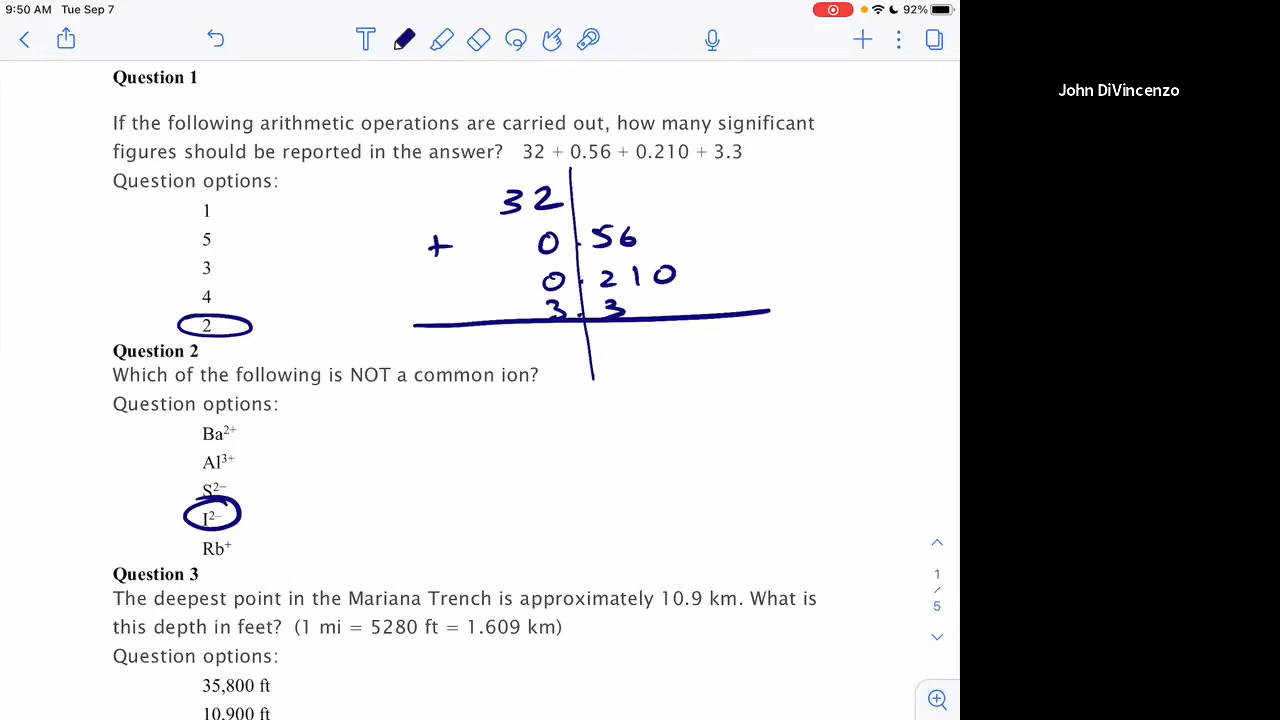 9:50 AM Tue Sep 7
92%
John DiVincenzo
Question 1
If the following arithmetic operations are carried out, how many significant
figures should be reported in the answer? 32 + 0.56 + 0.210 + 3.3
Question options:
1
5
3
4
2
32
+ 0.56
0.210
3.3
Question 2
Which of the following is NOT a common ion?
Question options:
Ba²⁺
Al³⁺
S²⁻
I²⁻
Rb⁺
Question 3
The deepest point in the Mariana Trench is approximately 10.9 km. What is
this depth in feet? (1 mi = 5280 ft = 1.609 km)
Question options:
35,800 ft
10,900 ft
1
/
5